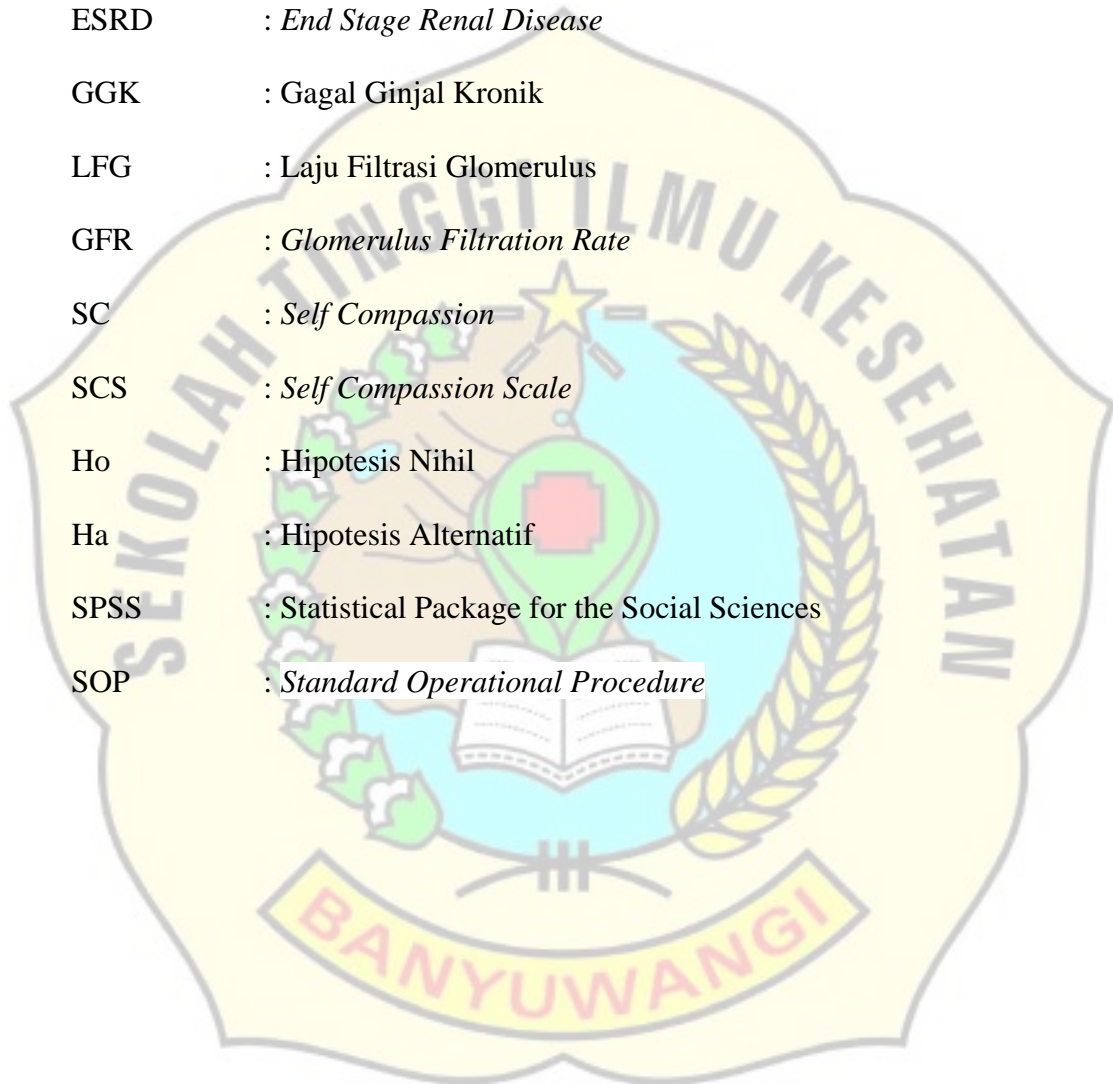 ESRD : End Stage Renal Disease
GGK : Gagal Ginjal Kronik
LFG : Laju Filtrasi Glomerulus
GFR : Glomerulus Filtration Rate
SC : Self Compassion
SCS : Self Compassion Scale
Ho : Hipotesis Nihil
Ha : Hipotesis Alternatif
SPSS : Statistical Package for the Social Sciences
SOP : Standard Operational Procedure
SEKOLAH TINGGI ILMU KESEHATAN
BANYUWANGI